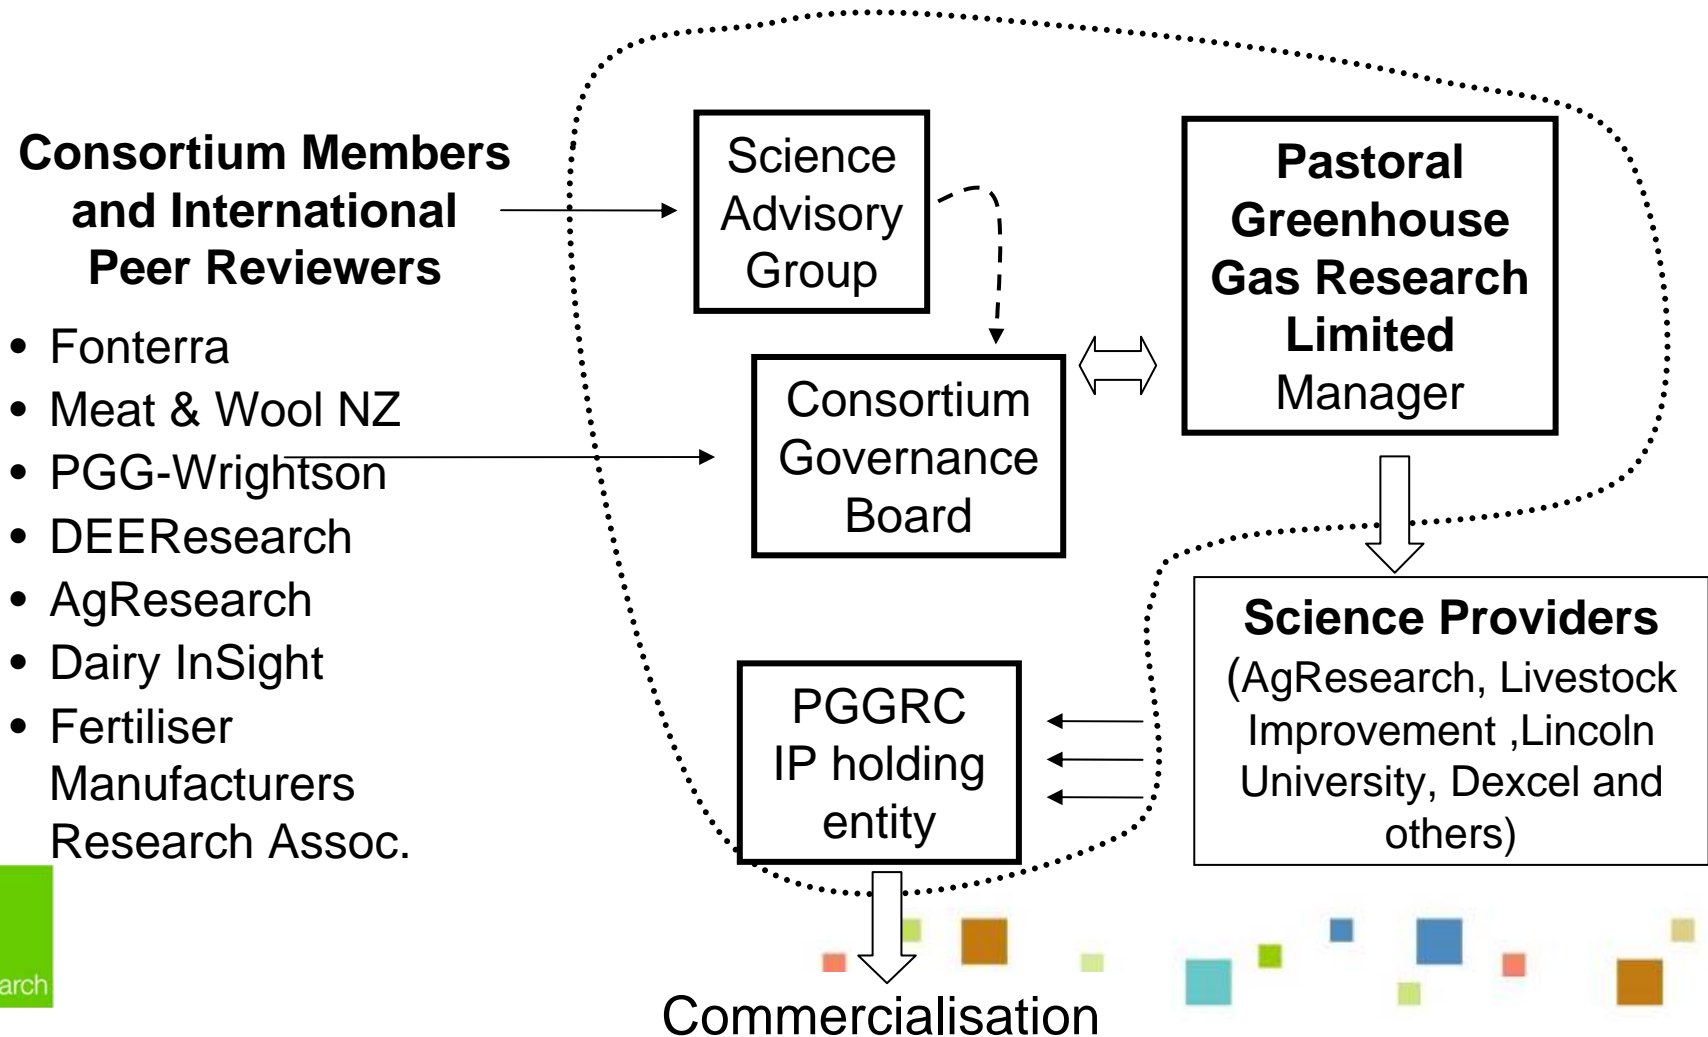 Consortium Members
and International
Peer Reviewers
• Fonterra
• Meat & Wool NZ
• PGG-Wrightson
• DEEResearch
• AgResearch
• Dairy InSight
• Fertiliser
Manufacturers
Research Assoc.
Science
Advisory
Group
Consortium
Governance
Board
PGGRC
IP holding
entity
Pastoral
Greenhouse
Gas Research
Limited
Manager
Science Providers
(AgResearch, Livestock
Improvement ,Lincoln
University, Dexcel and
others)
Commercialisation
arch